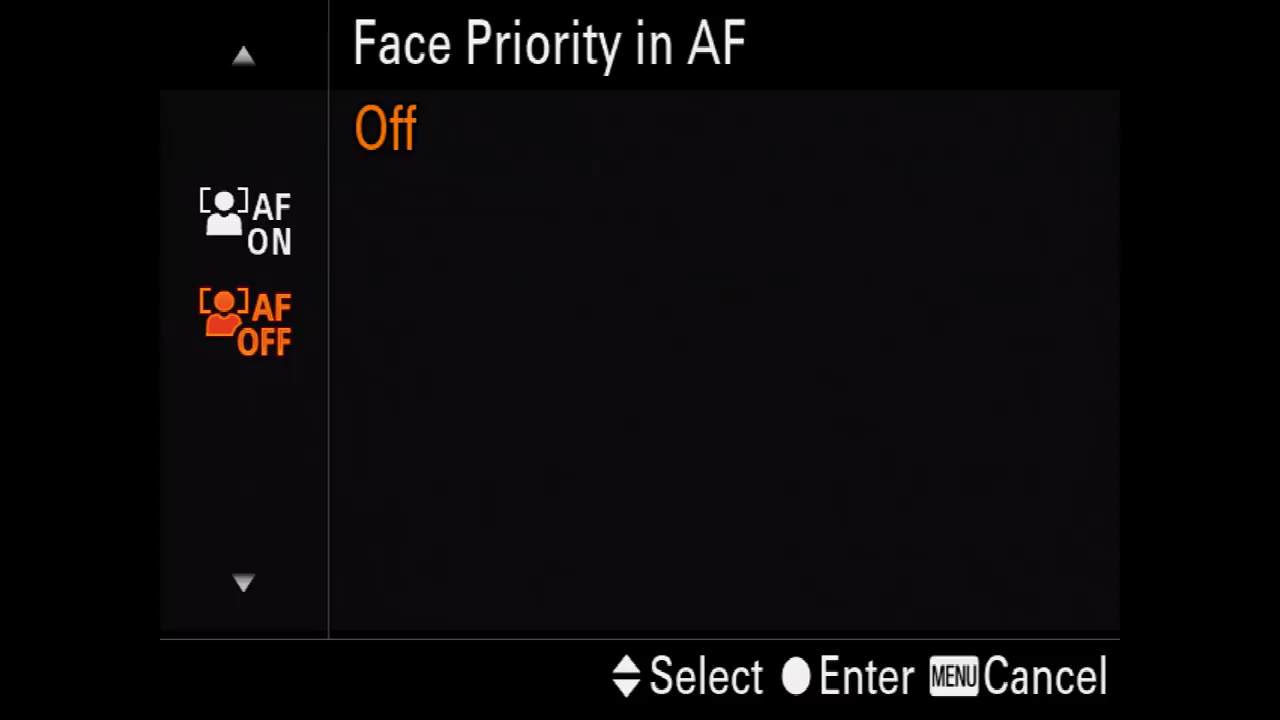 Face Priority in AF
Off
AF
ON
AF
OFF
Select Enter MENU Cancel